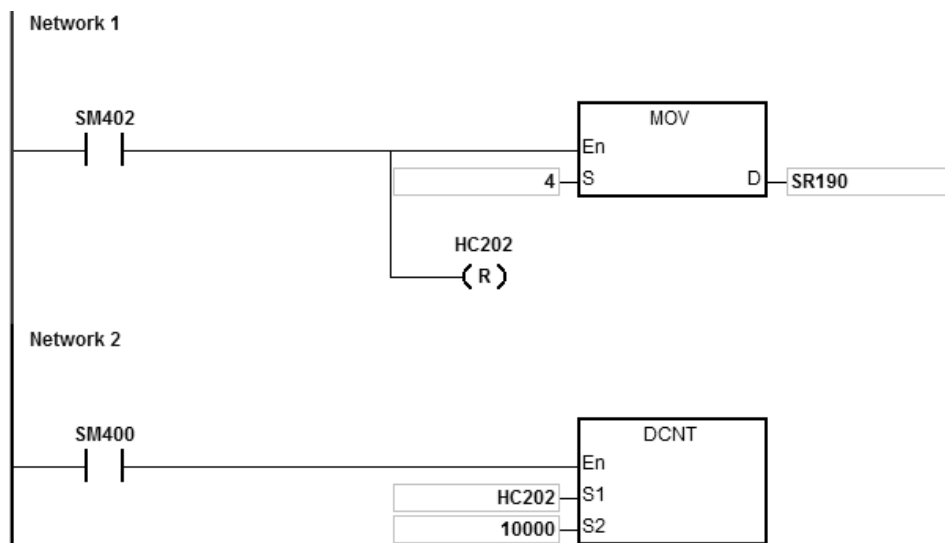 Network 1
SM402
MOV
En
4 S D SR190
HC202
( R )
Network 2
SM400
DCNT
En
HC202 S1
10000 S2